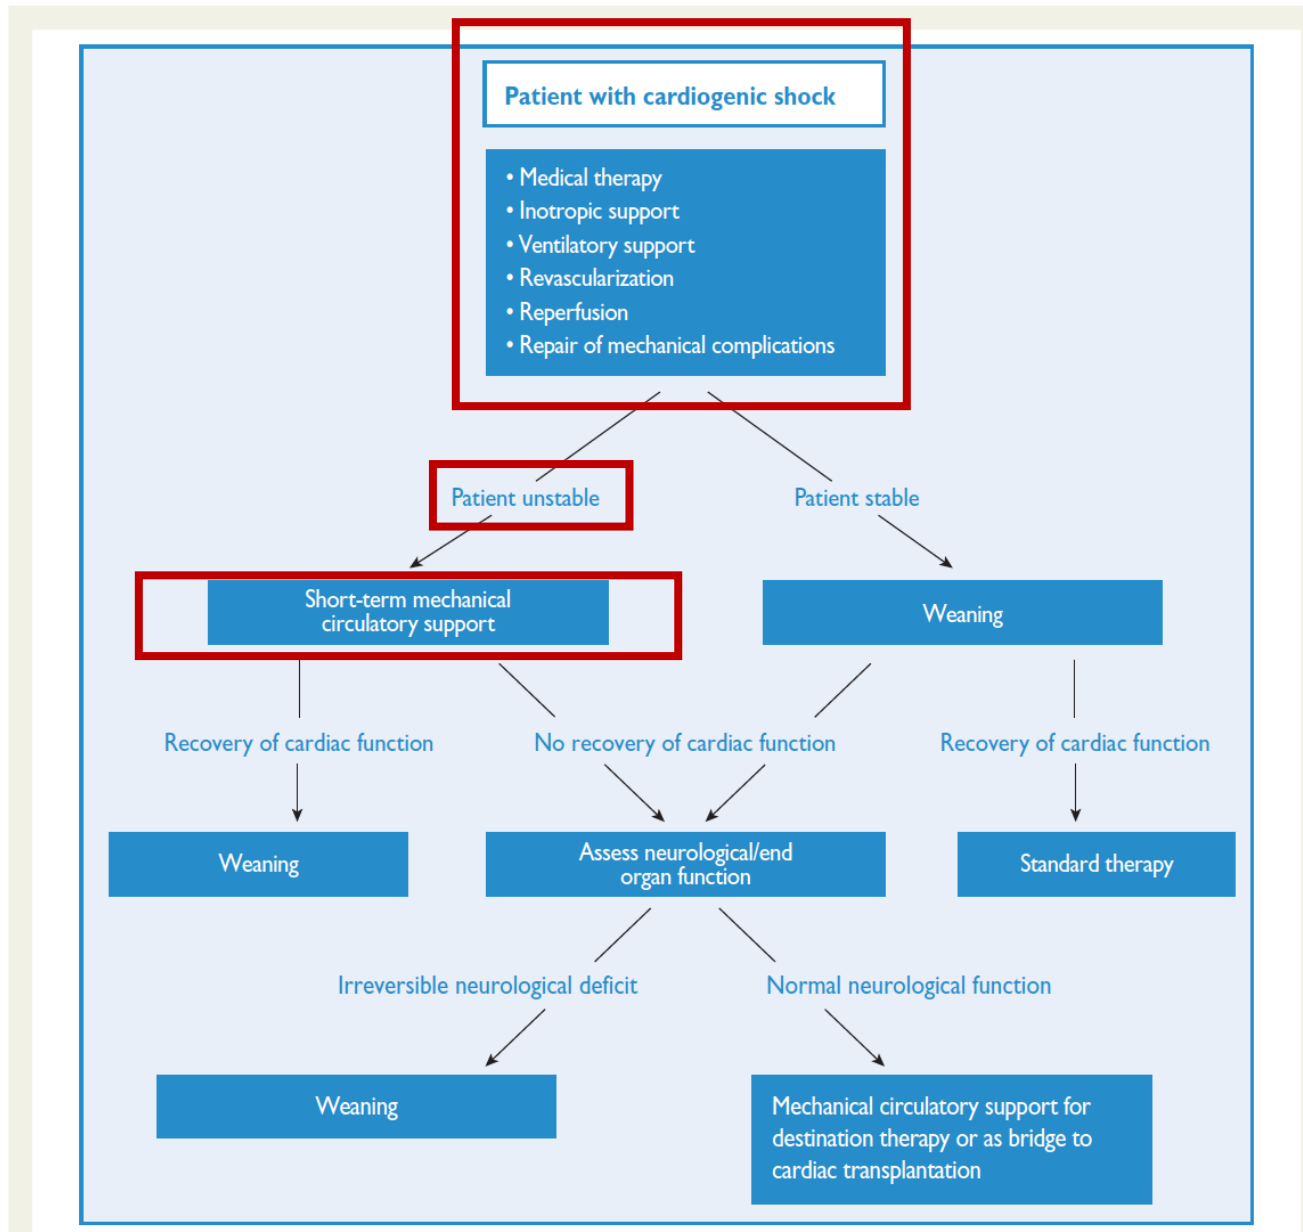 Patient with cardiogenic shock
• Medical therapy
• Inotropic support
• Ventilatory support
• Revascularization
• Reperfusion
• Repair of mechanical complications
Patient unstable
Patient stable
Short-term mechanical
circulatory support
Weaning
Recovery of cardiac function
No recovery of cardiac function
Recovery of cardiac function
Weaning
Assess neurological/end
organ function
Standard therapy
Irreversible neurological deficit
Normal neurological function
Weaning
Mechanical circulatory support for
destination therapy or as bridge to
cardiac transplantation